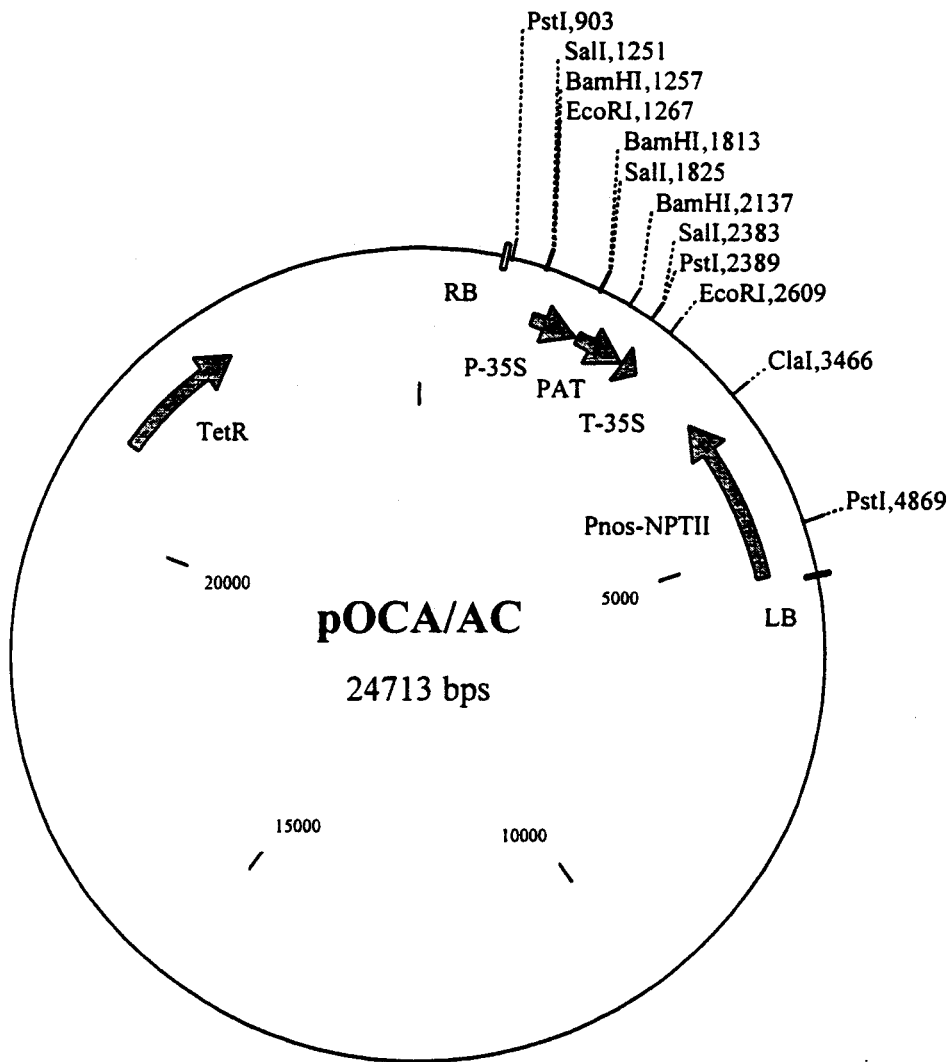 PstI,903
SalI,1251
BamHI,1257
EcoRI,1267
BamHI,1813
SalI,1825
BamHI,2137
SalI,2383
PstI,2389
EcoRI,2609
ClaI,3466
PstI,4869
RB
P-35S
PAT
T-35S
TetR
Pnos-NPTII
LB
20000
5000
pOCA/AC
24713 bps
15000
10000